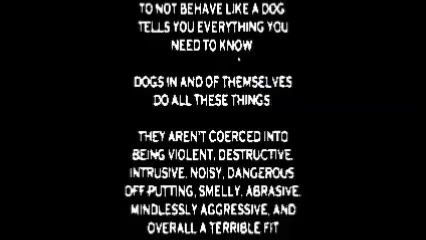 TO NOT BEHAVE LIKE A DOG
TELLS YOU EVERYTHING YOU
NEED TO KNOW
DOGS IN AND OF THEMSELVES
DO ALL THESE THINGS
THEY AREN'T COERCED INTO
BEING VIOLENT, DESTRUCTIVE,
INTRUSIVE, NOISY, DANGEROUS
OFF-PUTTING, SMELLY, ABRASIVE,
MINDLESSLY AGGRESSIVE, AND
OVERALL A TERRIBLE FIT